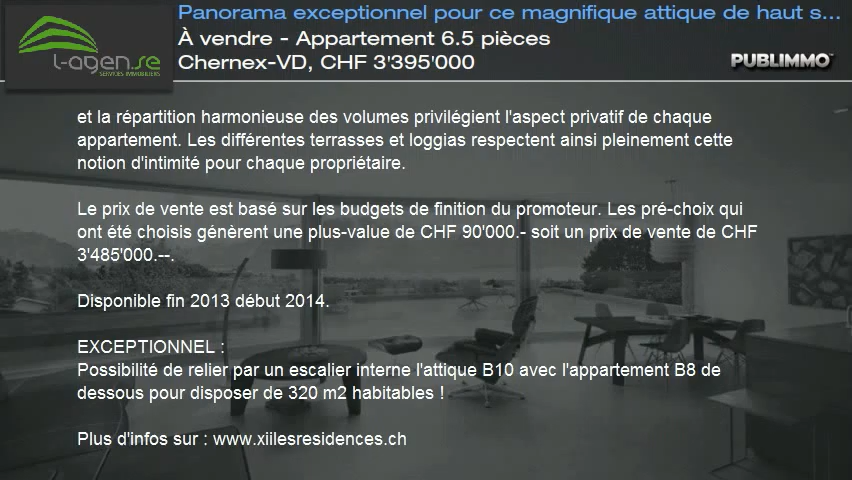 Panorama exceptionnel pour ce magnifique attique de haut s...
À vendre - Appartement 6.5 pièces
Chernex-VD, CHF 3'395'000
l-agen.se
SERVICES IMMOBILIERS
PUBLIMMO
et la répartition harmonieuse des volumes privilégient l'aspect privatif de chaque
appartement. Les différentes terrasses et loggias respectent ainsi pleinement cette
notion d'intimité pour chaque propriétaire.
Le prix de vente est basé sur les budgets de finition du promoteur. Les pré-choix qui
ont été choisis génèrent une plus-value de CHF 90'000.- soit un prix de vente de CHF
3'485'000.--.
Disponible fin 2013 début 2014.
EXCEPTIONNEL :
Possibilité de relier par un escalier interne l'attique B10 avec l'appartement B8 de
dessous pour disposer de 320 m2 habitables !
Plus d'infos sur : www.xiilesresidences.ch